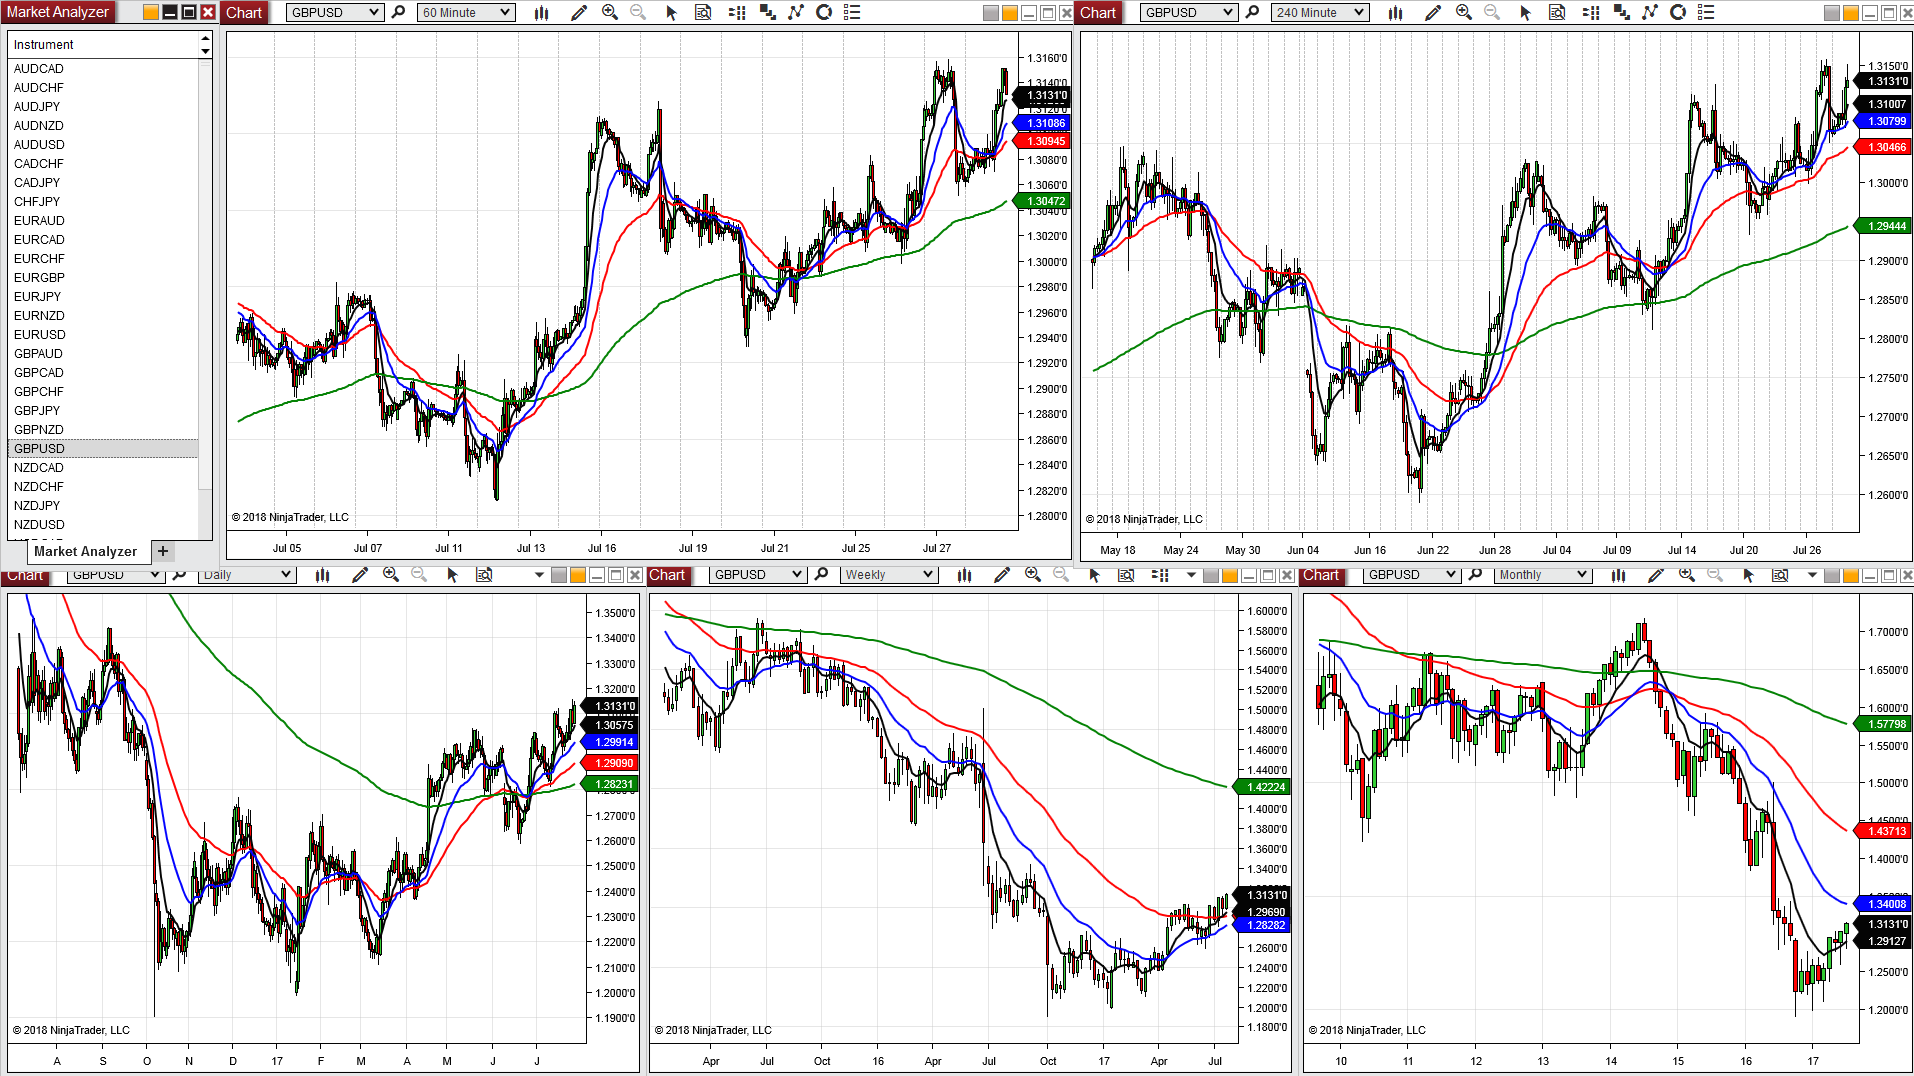 Market Analyzer
Instrument
AUDCAD
AUDCHF
AUDJPY
AUDNZD
AUDUSD
CADCHF
CADJPY
CHFJPY
EURAUD
EURCAD
EURCHF
EURGBP
EURJPY
EURNZD
EURUSD
GBPAUD
GBPCAD
GBPCHF
GBPJPY
GBPNZD
GBPUSD
NZDCAD
NZDCHF
NZDJPY
NZDUSD
Market Analyzer +
Chart GBPUSD 60 Minute
1.3160'0
1.3140'0
1.3131'0
1.31086
1.30945
1.3080'0
1.3060'0
1.30472
1.3040'0
1.3020'0
1.3000'0
1.2980'0
1.2960'0
1.2940'0
1.2920'0
1.2900'0
1.2880'0
1.2860'0
1.2840'0
1.2820'0
1.2800'0
© 2018 NinjaTrader, LLC
Jul 05 Jul 07 Jul 11 Jul 13 Jul 16 Jul 19 Jul 21 Jul 25 Jul 27
Chart GBPUSD 240 Minute
1.3150'0
1.3131'0
1.31007
1.30799
1.30466
1.3000'0
1.29444
1.2900'0
1.2850'0
1.2800'0
1.2750'0
1.2700'0
1.2650'0
1.2600'0
© 2018 NinjaTrader, LLC
May 18 May 24 May 30 Jun 04 Jun 16 Jun 22 Jun 28 Jul 04 Jul 09 Jul 14 Jul 20 Jul 26
Chart GBPUSD Daily
1.3500'0
1.3400'0
1.3300'0
1.3200'0
1.3131'0
1.30575
1.29914
1.29090
1.28231
1.2700'0
1.2600'0
1.2500'0
1.2400'0
1.2300'0
1.2200'0
1.2100'0
1.2000'0
1.1900'0
© 2018 NinjaTrader, LLC
A S O N D 17 F M A M J J
Chart GBPUSD Weekly
1.6000'0
1.5800'0
1.5600'0
1.5400'0
1.5200'0
1.5000'0
1.4800'0
1.4600'0
1.4400'0
1.42224
1.4000'0
1.3800'0
1.3600'0
1.3400'0
1.3131'0
1.29690
1.28282
1.2600'0
1.2400'0
1.2200'0
1.2000'0
1.1800'0
© 2018 NinjaTrader, LLC
Apr Jul Oct 16 Apr Jul Oct 17 Apr Jul
Chart GBPUSD Monthly
1.7000'0
1.6500'0
1.6000'0
1.57798
1.5500'0
1.5000'0
1.4500'0
1.43713
1.4000'0
1.34008
1.3131'0
1.29127
1.2500'0
1.2000'0
© 2018 NinjaTrader, LLC
10 11 12 13 14 15 16 17